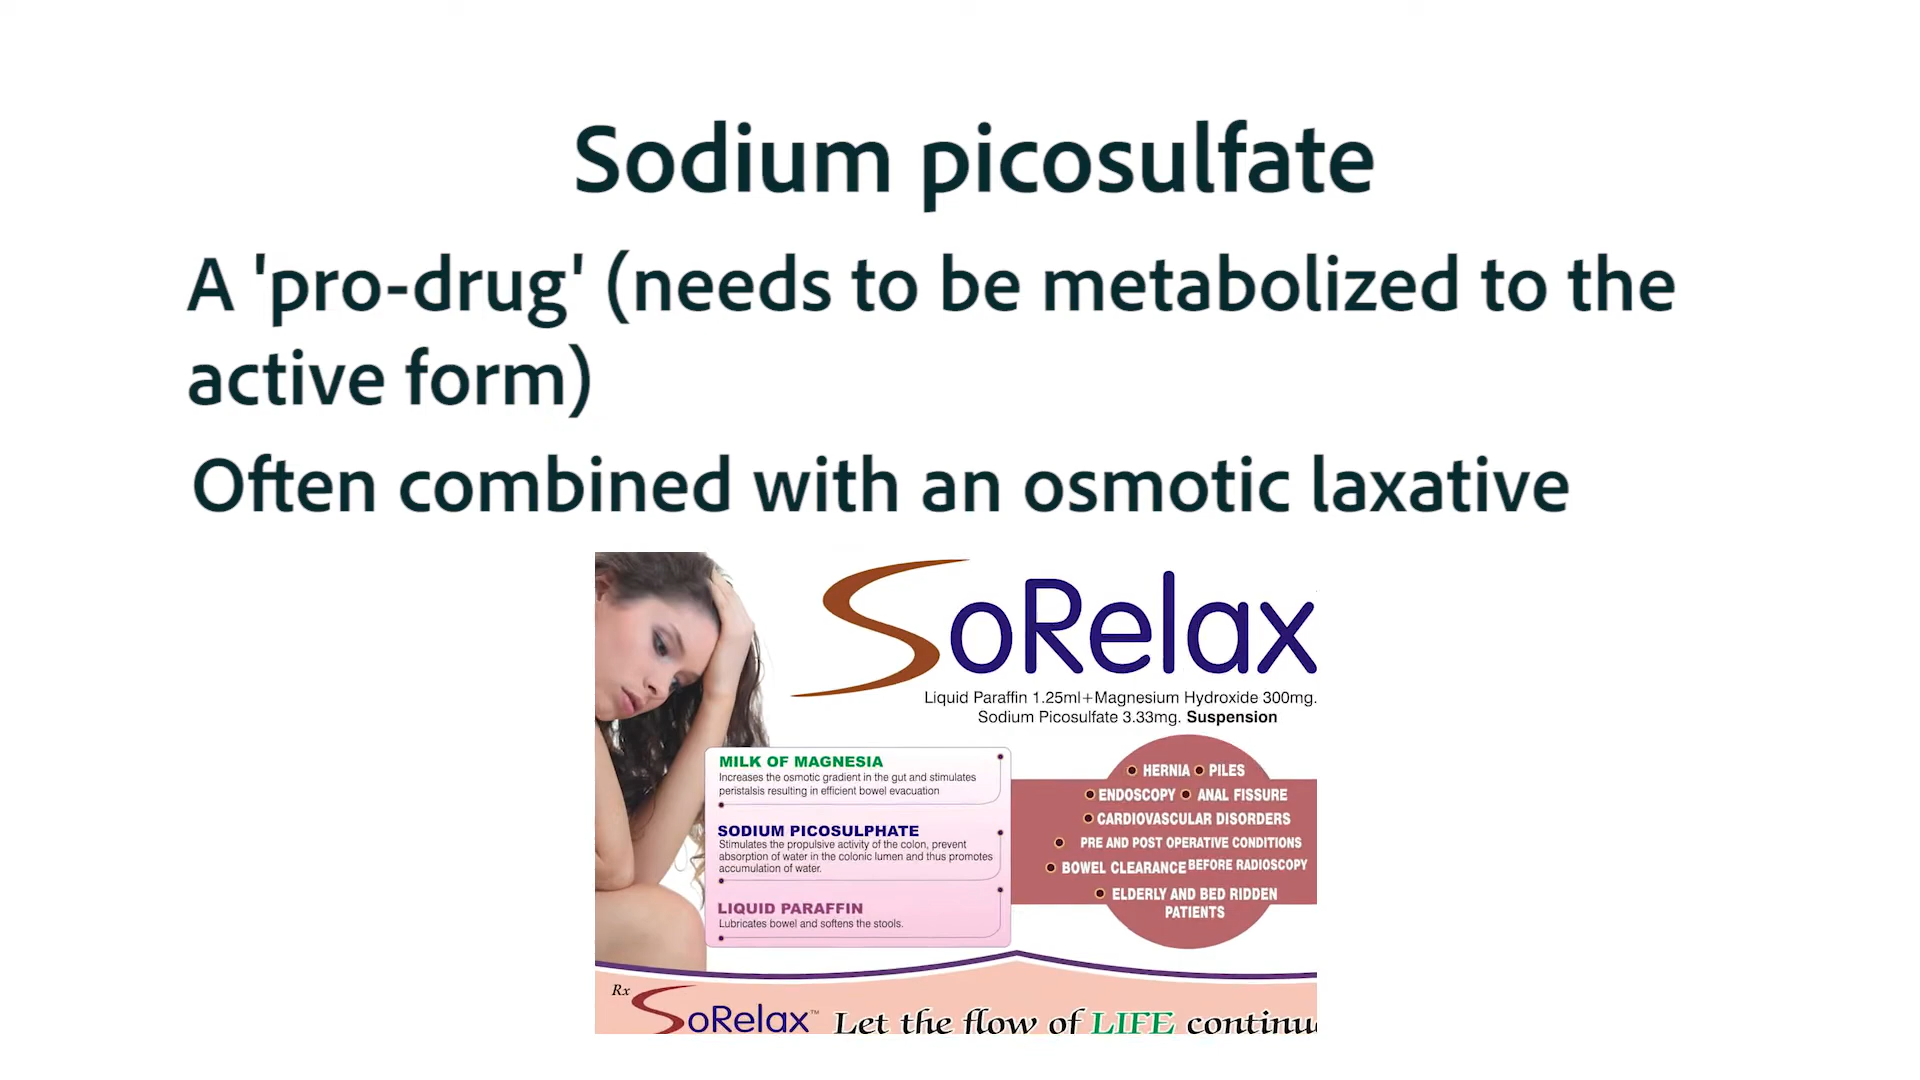 Sodium picosulfate
A 'pro-drug' (needs to be metabolized to the
active form)
Often combined with an osmotic laxative
SoRelax
Liquid Paraffin 1.25ml+Magnesium Hydroxide 300mg.
Sodium Picosulfate 3.33mg. Suspension
MILK OF MAGNESIA
Increases the osmotic gradient in the gut and stimulates
peristalsis resulting in efficient bowel evacuation
SODIUM PICOSULPHATE
Stimulates the propulsive activity of the colon, prevent
absorption of water in the colonic lumen and thus promotes
accumulation of water.
LIQUID PARAFFIN
Lubricates bowel and softens the stools.
HERNIA PILES
ENDOSCOPY ANAL FISSURE
CARDIOVASCULAR DISORDERS
PRE AND POST OPERATIVE CONDITIONS
BOWEL CLEARANCE BEFORE RADIOSCOPY
ELDERLY AND BED RIDDEN
PATIENTS
Rx
SoRelax™ Let the flow of LIFE continu